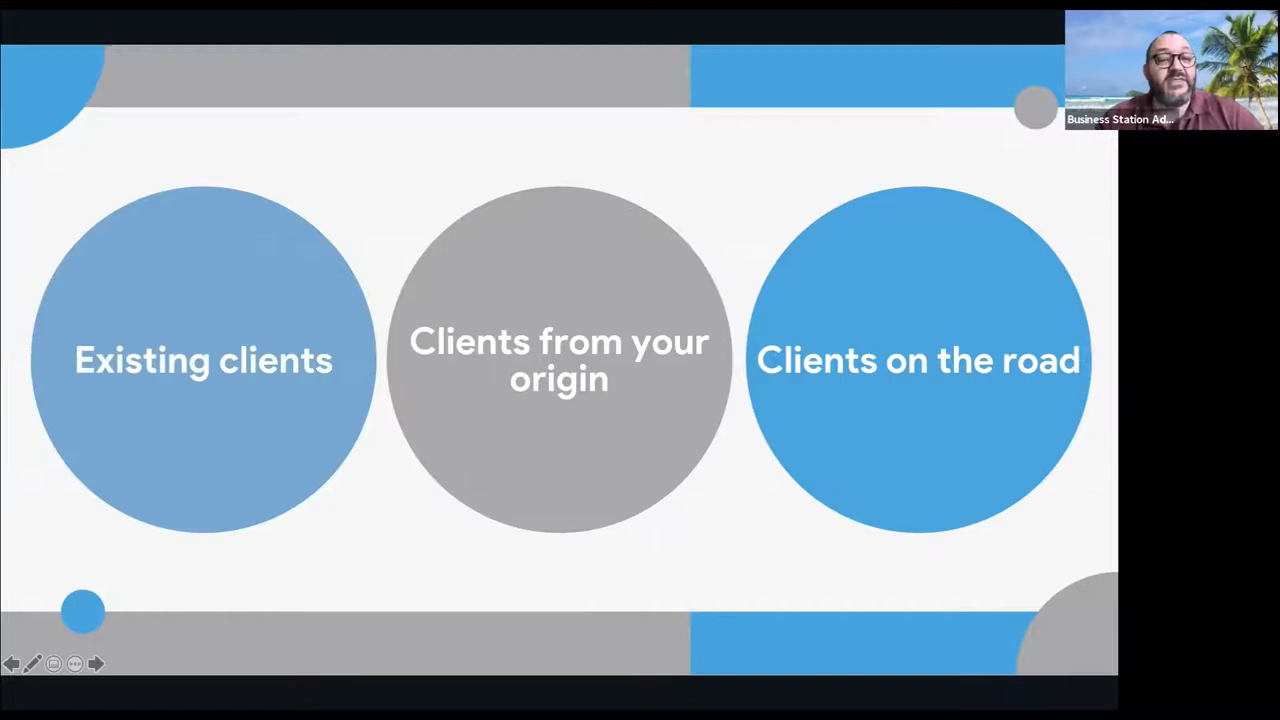 Business Station Ad...
Existing clients
Clients from your
origin
Clients on the road